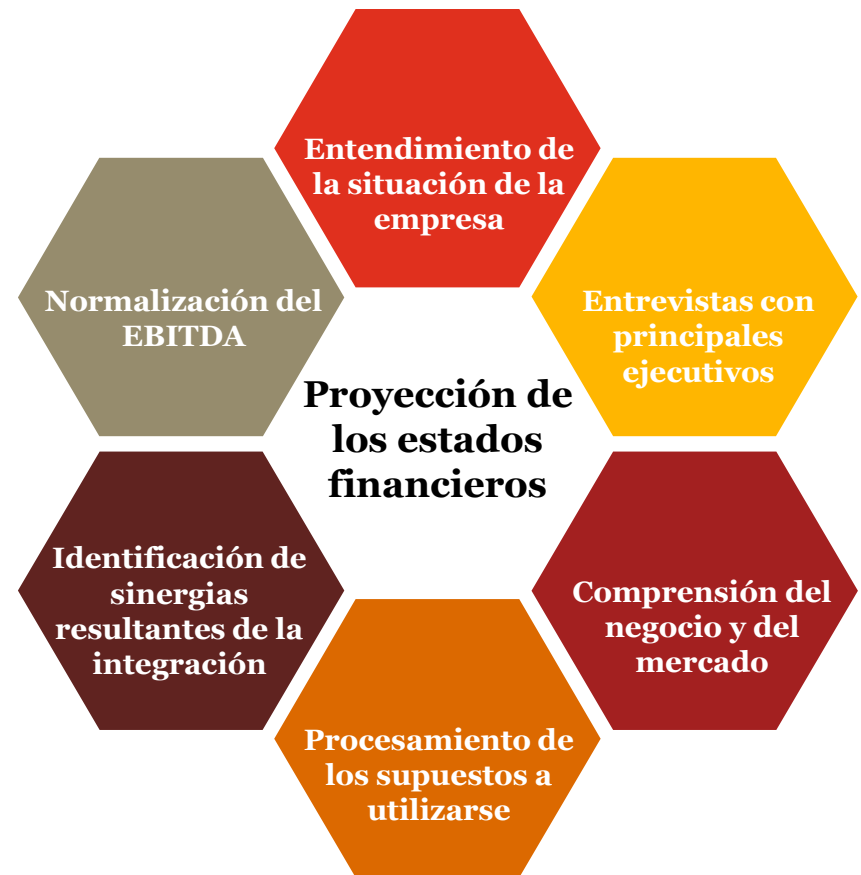 Entendimiento de
la situación de la
empresa
Entrevistas con
principales
ejecutivos
Comprensión del
negocio y del
mercado
Procesamiento de
los supuestos a
utilizarse
Identificación de
sinergias
resultantes de la
integración
Normalización del
EBITDA
Proyección de
los estados
financieros